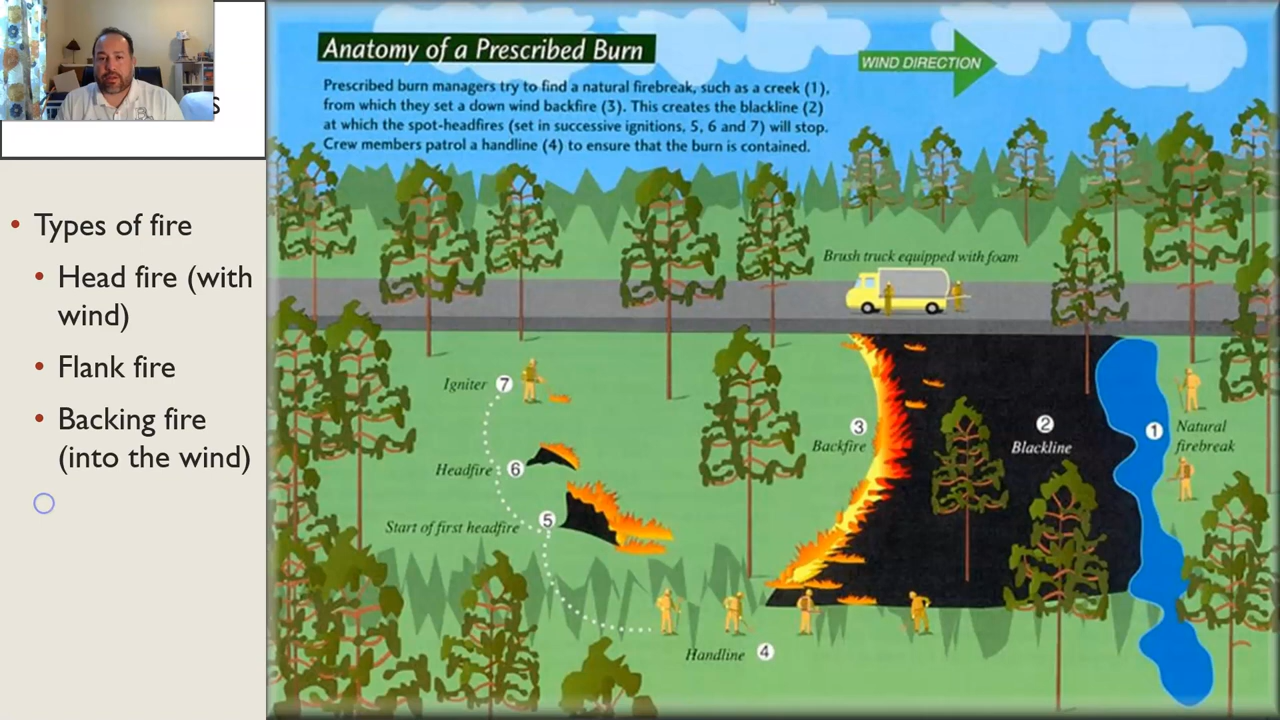 s
• Types of fire
• Head fire (with
wind)
• Flank fire
• Backing fire
(into the wind)
Anatomy of a Prescribed Burn
Prescribed burn managers try to find a natural firebreak, such as a creek (1),
from which they set a down wind backfire (3). This creates the blackline (2)
at which the spot-headfires (set in successive ignitions, 5, 6 and 7) will stop.
Crew members patrol a handline (4) to ensure that the burn is contained.
WIND DIRECTION
Brush truck equipped with foam
Igniter 7
Headfire 6
Start of first headfire 5
3
Backfire
2
Blackline
1 Natural
firebreak
Handline 4